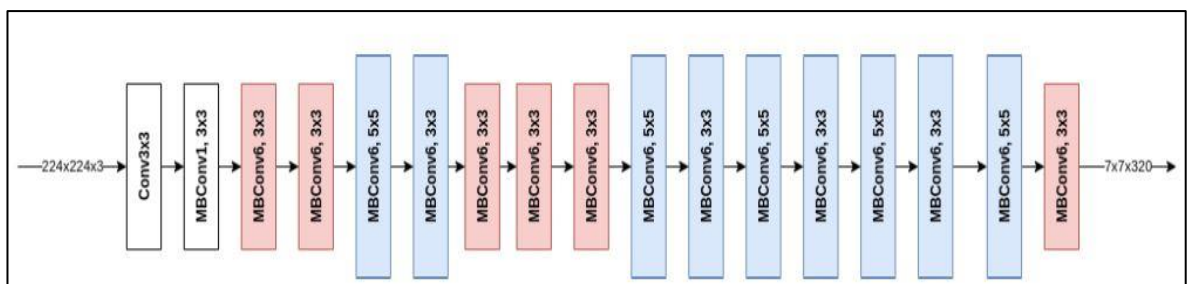 224x224x3
Conv3x3
MBConv1, 3x3
MBConv6, 3x3
MBConv6, 3x3
MBConv6, 5x5
MBConv6, 3x3
MBConv6, 3x3
MBConv6, 3x3
MBConv6, 3x3
MBConv6, 5x5
MBConv6, 3x3
MBConv6, 5x5
MBConv6, 3x3
MBConv6, 5x5
MBConv6, 3x3
MBConv6, 5x5
MBConv6, 3x3
7x7x320